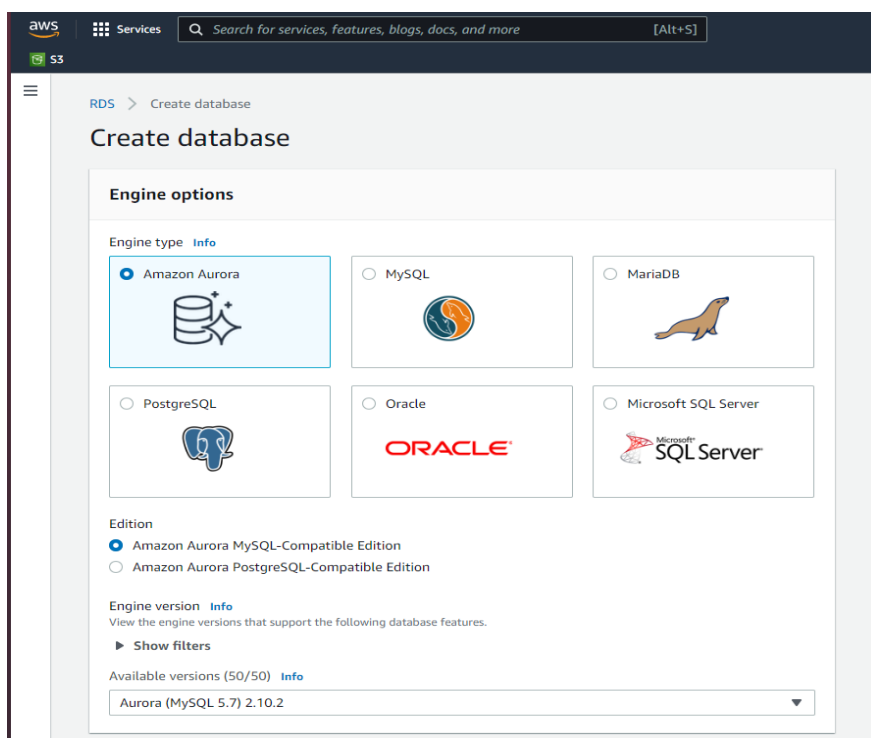 aws Services Search for services, features, blogs, docs, and more [Alt+S]
S3
RDS > Create database
Create database
Engine options
Engine type Info
Amazon Aurora MySQL MariaDB
PostgreSQL Oracle Microsoft SQL Server
ORACLE Microsoft SQL Server
Edition
Amazon Aurora MySQL-Compatible Edition
Amazon Aurora PostgreSQL-Compatible Edition
Engine version Info
View the engine versions that support the following database features.
Show filters
Available versions (50/50) Info
Aurora (MySQL 5.7) 2.10.2